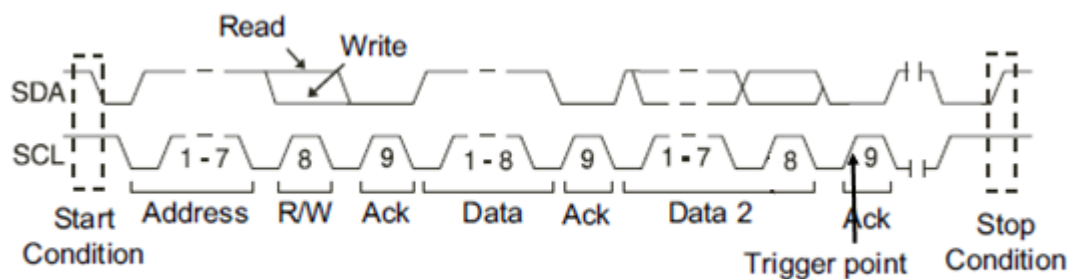 Read
Write
SDA
SCL
1 - 7
8
9
1 - 8
9
1 - 7
8
9
Start
Condition
Address
R/W
Ack
Data
Ack
Data 2
Ack
Trigger point
Stop
Condition